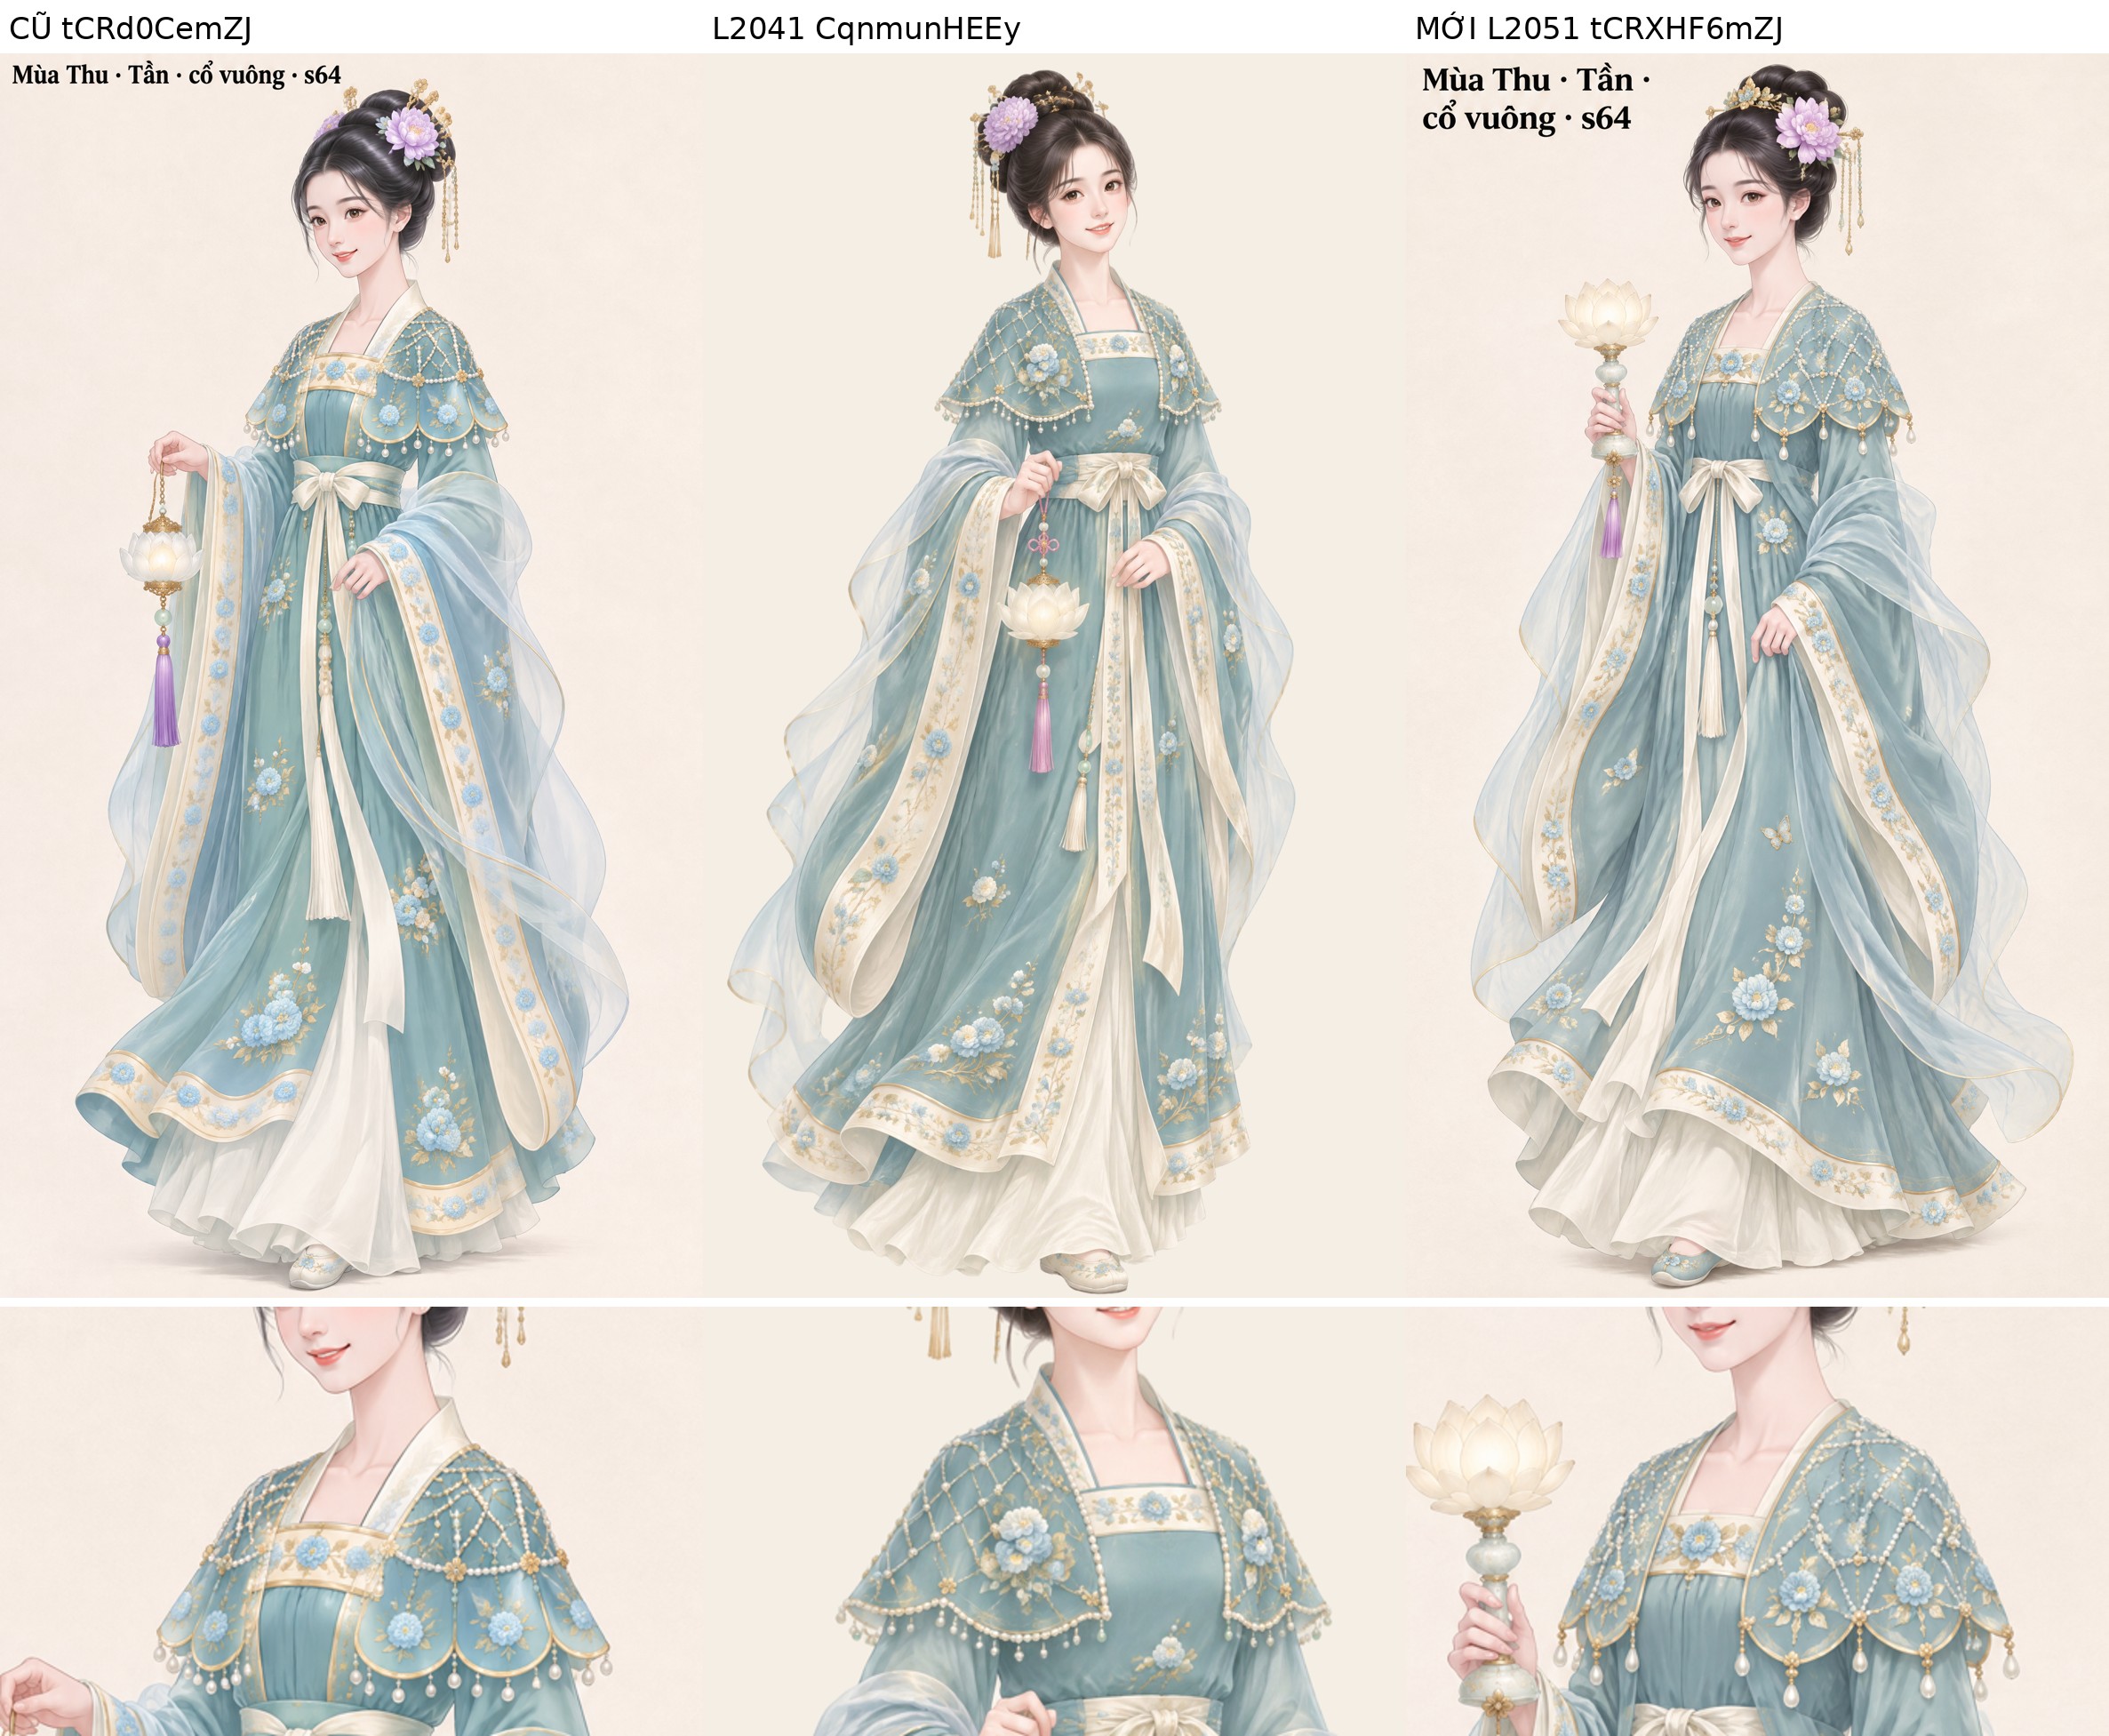 CŨ tCRd0CemZJ
L2041 CqnmunHEEy
MỚI L2051 tCRXHF6mZJ
Mùa Thu · Tần · cổ vuông · s64
Mùa Thu · Tần ·
cổ vuông · s64